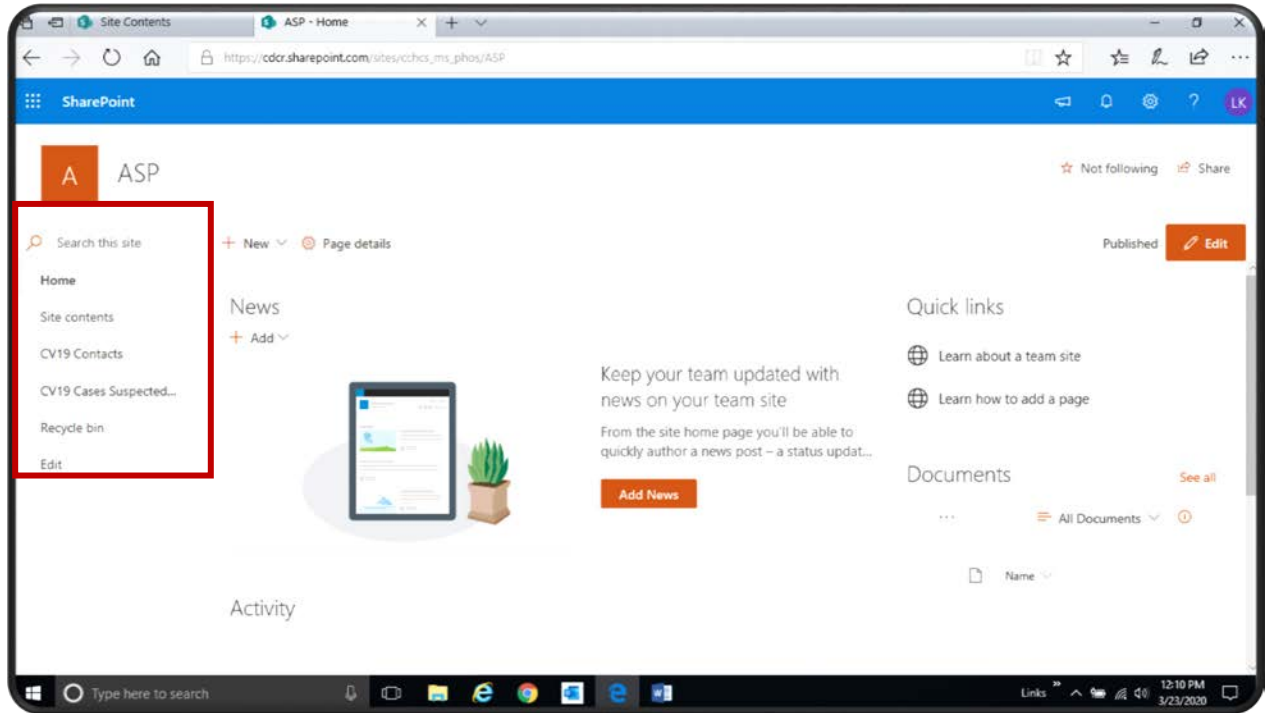 Site Contents
ASP - Home
https://cdcr.sharepoint.com/sites/cchcs_ms_phos/ASP
SharePoint
LK
A
ASP
Not following
Share
Search this site
New
Page details
Published
Edit
Home
Site contents
CV19 Contacts
CV19 Cases Suspected...
Recycle bin
Edit
News
Add
Keep your team updated with
news on your team site
From the site home page you'll be able to
quickly author a news post – a status updat...
Add News
Quick links
Learn about a team site
Learn how to add a page
Documents
See all
All Documents
Name
Activity
Type here to search
Links
12:10 PM
3/23/2020